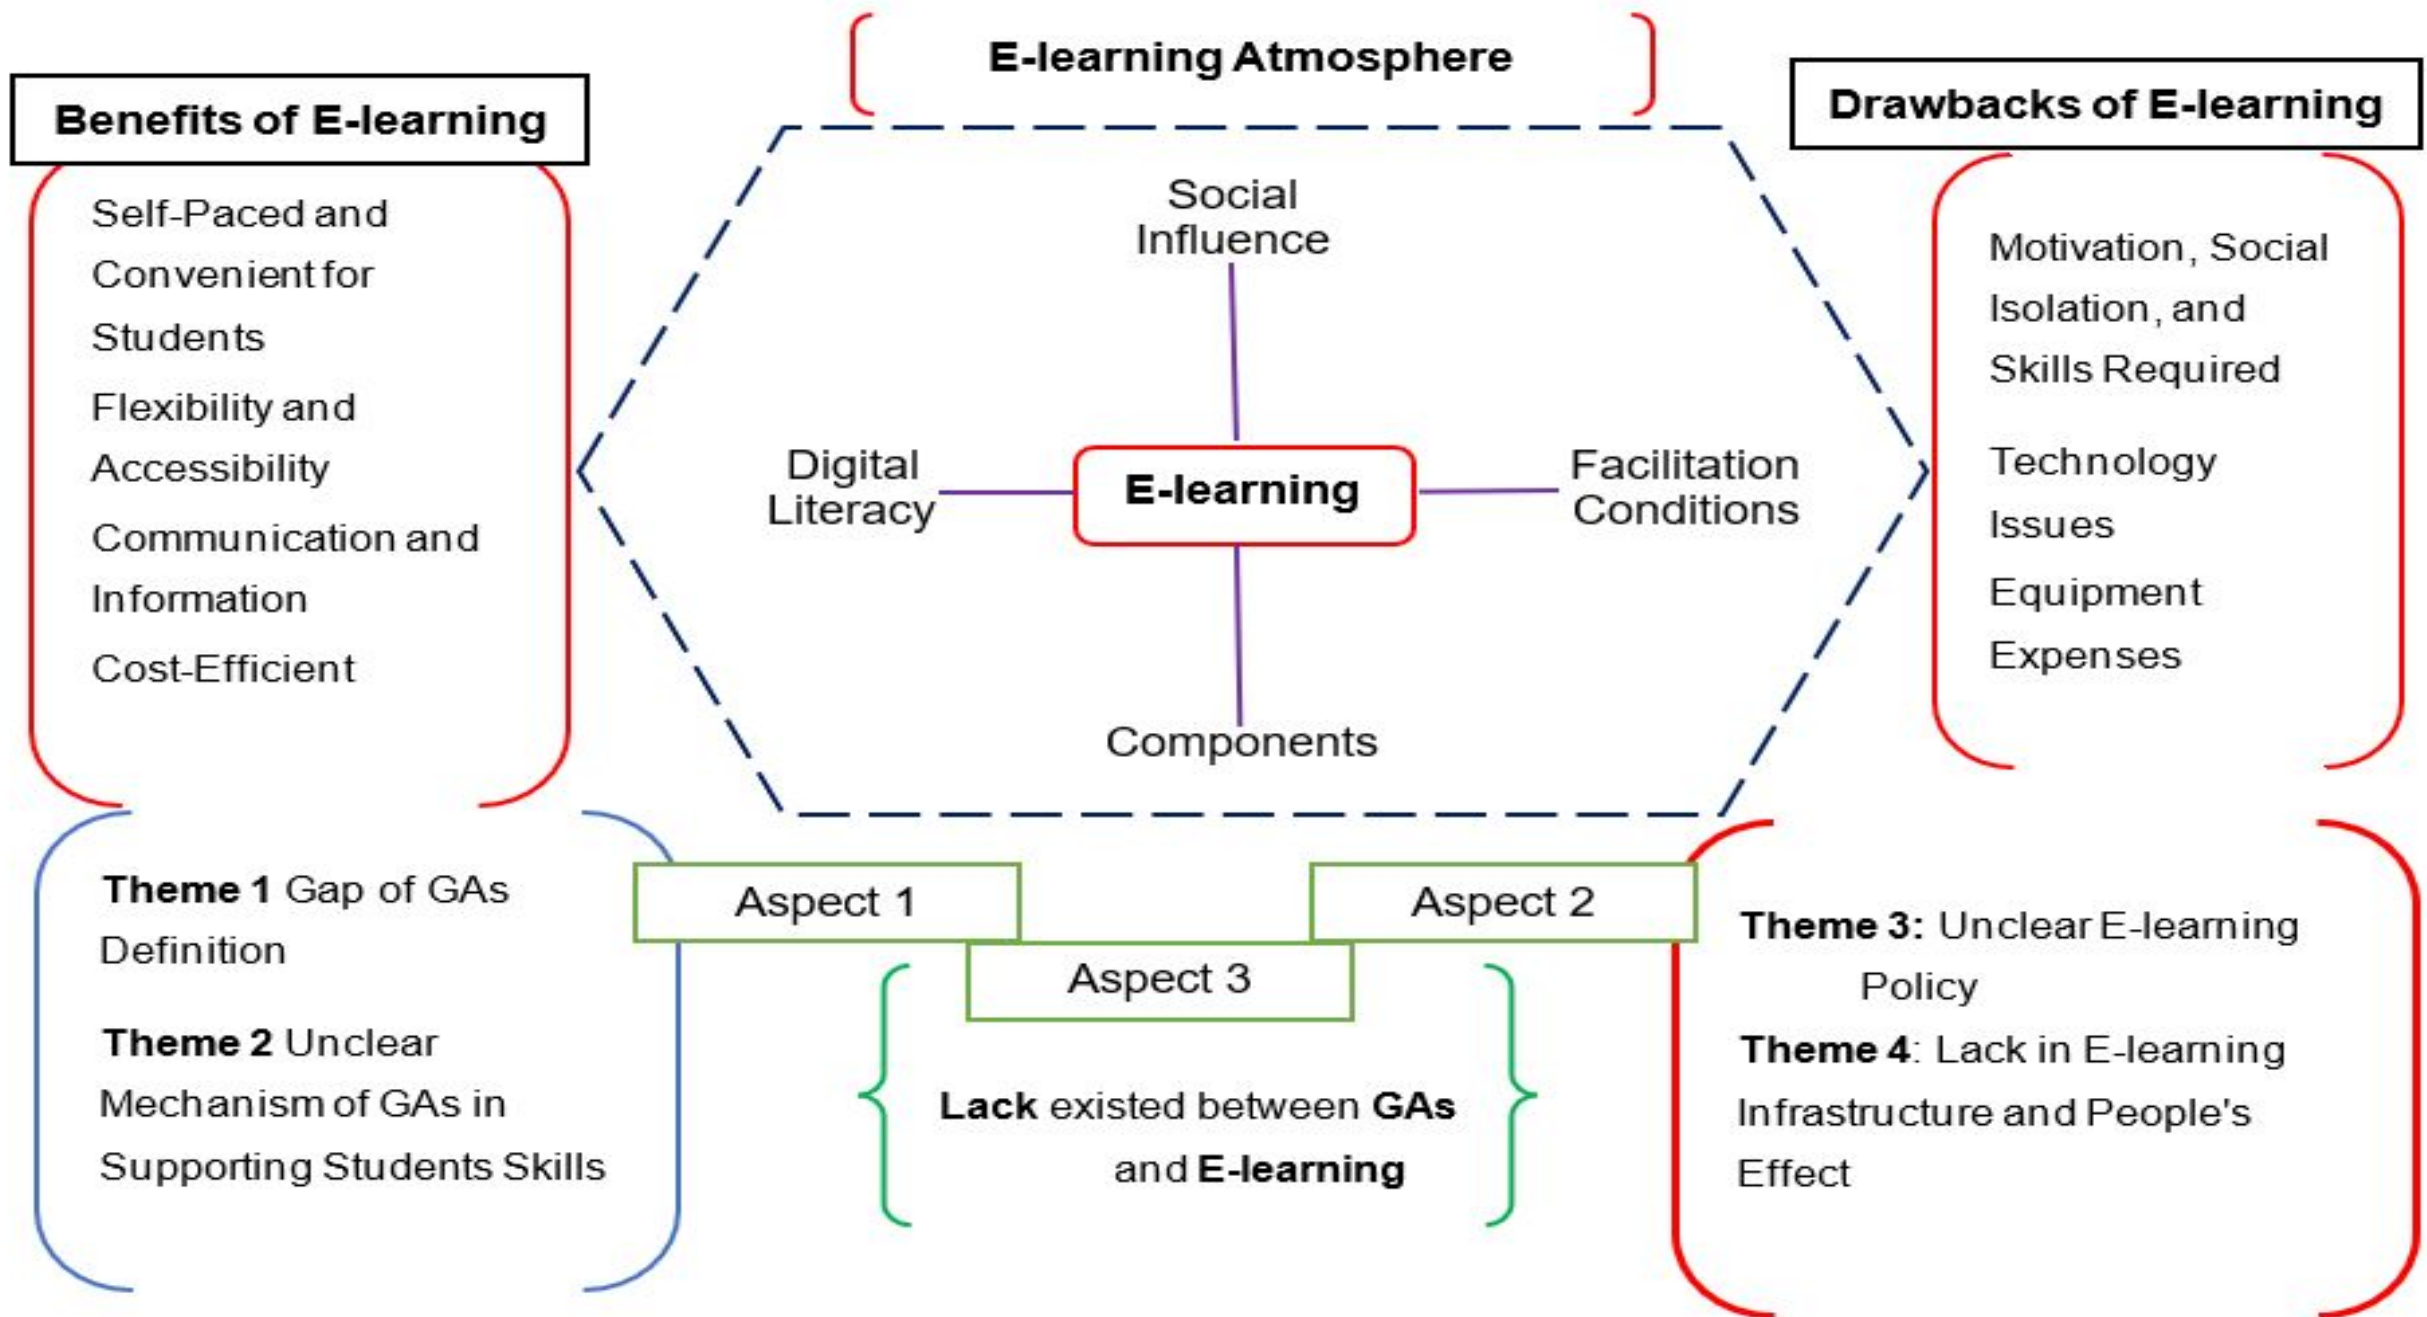 E-learning Atmosphere
Benefits of E-learning
Self-Paced and
Convenient for
Students
Flexibility and
Accessibility
Communication and
Information
Cost-Efficient
Social
Influence
Digital
Literacy
E-learning
Facilitation
Conditions
Components
Drawbacks of E-learning
Motivation, Social
Isolation, and
Skills Required
Technology
Issues
Equipment
Expenses
Theme 1 Gap of GAs
Definition
Theme 2 Unclear
Mechanism of GAs in
Supporting Students Skills
Aspect 1
Aspect 2
Aspect 3
Lack existed between GAs
and E-learning
Theme 3: Unclear E-learning
Policy
Theme 4: Lack in E-learning
Infrastructure and People's
Effect